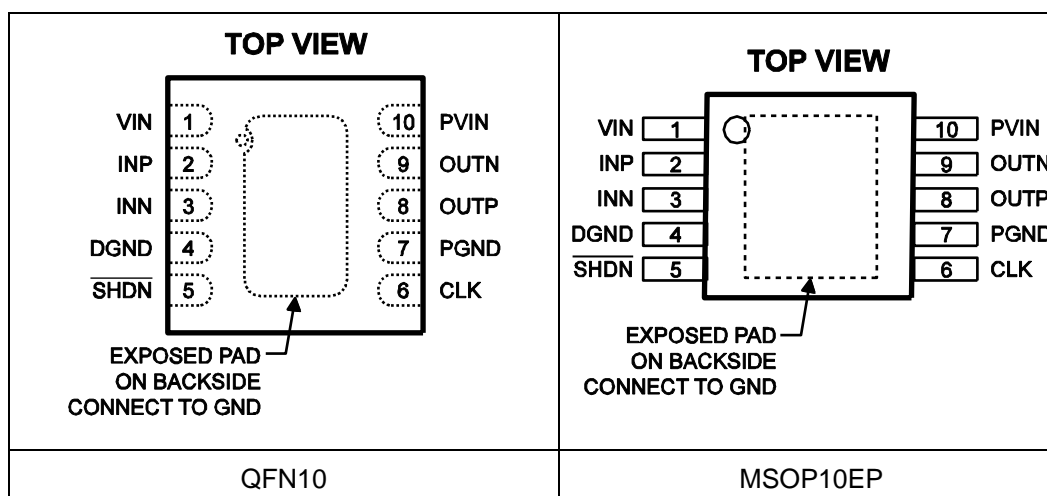 TOP VIEW
VIN 1
INP 2
INN 3
DGND 4
SHDN 5
10 PVIN
9 OUTN
8 OUTP
7 PGND
6 CLK
EXPOSED PAD
ON BACKSIDE
CONNECT TO GND
QFN10
TOP VIEW
VIN 1
INP 2
INN 3
DGND 4
SHDN 5
10 PVIN
9 OUTN
8 OUTP
7 PGND
6 CLK
EXPOSED PAD
ON BACKSIDE
CONNECT TO GND
MSOP10EP